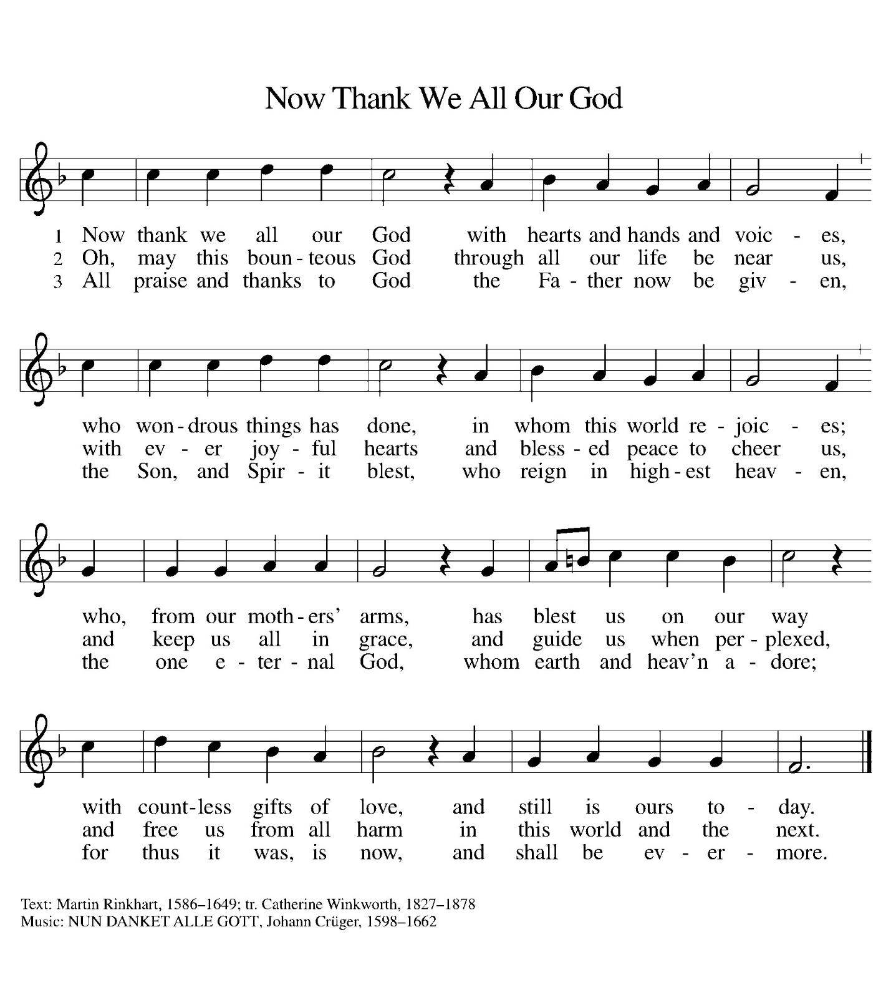 Now Thank We All Our God
1 Now thank we all our God with hearts and hands and voic - es,
2 Oh, may this boun - teous God through all our life be near us,
3 All praise and thanks to God the Fa - ther now be giv - en,
who won - drous things has done, in whom this world re - joic - es;
with ev - er joy - ful hearts and bless - ed peace to cheer us,
the Son, and Spir - it blest, who reign in high - est heav - en,
who, from our moth - ers’ arms, has blest us on our way
and keep us all in grace, and guide us when per - plexed,
the one e - ter - nal God, whom earth and heav’n a - dore;
with count - less gifts of love, and still is ours to - day.
and free us from all harm in this world and the next.
for thus it was, is now, and shall be ev - er - more.
Text: Martin Rinkhart, 1586–1649; tr. Catherine Winkworth, 1827–1878
Music: NUN DANKET ALLE GOTT, Johann Crüger, 1598–1662